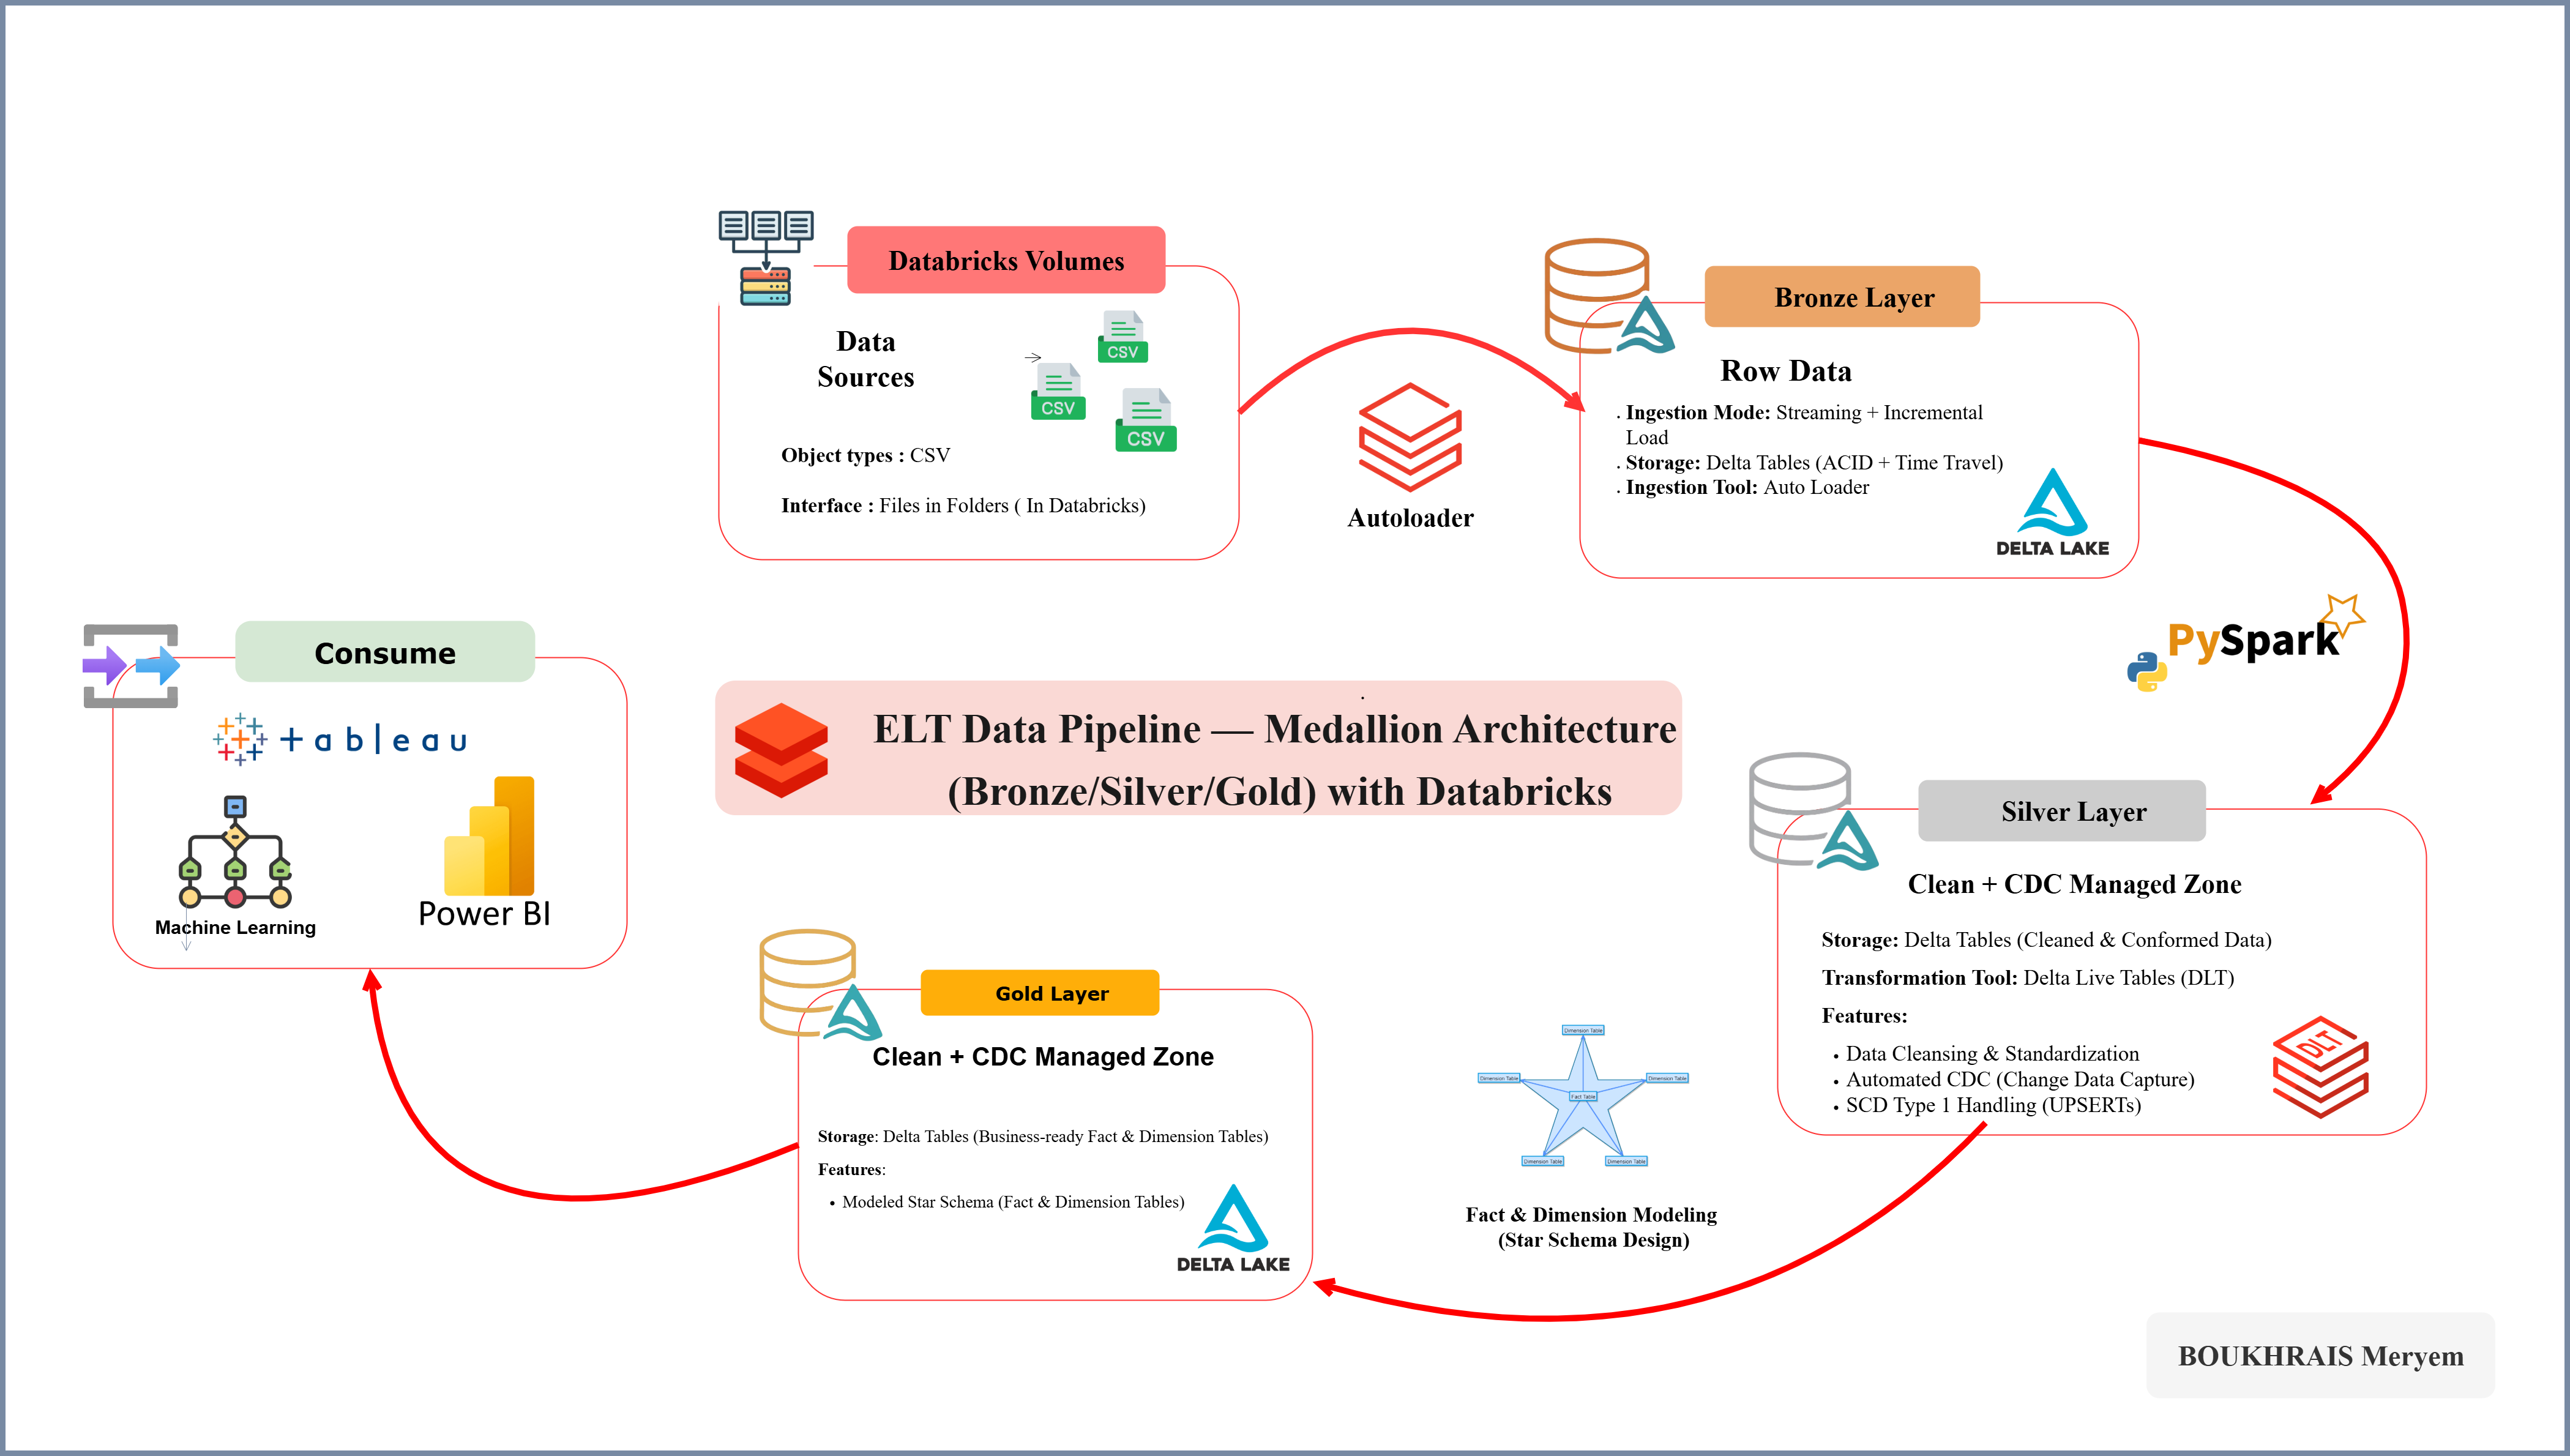 Databricks Volumes
Data
Sources
CSV
CSV
CSV
Object types : CSV
Interface : Files in Folders ( In Databricks)
Autoloader
Bronze Layer
Row Data
. Ingestion Mode: Streaming + Incremental
Load
. Storage: Delta Tables (ACID + Time Travel)
. Ingestion Tool: Auto Loader
DELTA LAKE
PySpark
ELT Data Pipeline — Medallion Architecture
(Bronze/Silver/Gold) with Databricks
Silver Layer
Clean + CDC Managed Zone
Storage: Delta Tables (Cleaned & Conformed Data)
Transformation Tool: Delta Live Tables (DLT)
Features:
• Data Cleansing & Standardization
• Automated CDC (Change Data Capture)
• SCD Type 1 Handling (UPSERTs)
DLT
Dimension Table
Dimension Table
Dimension Table
Fact Table
Dimension Table
Dimension Table
Fact & Dimension Modeling
(Star Schema Design)
Gold Layer
Clean + CDC Managed Zone
Storage: Delta Tables (Business-ready Fact & Dimension Tables)
Features:
• Modeled Star Schema (Fact & Dimension Tables)
DELTA LAKE
Consume
+ableau
Machine Learning
Power BI
BOUKHRAIS Meryem